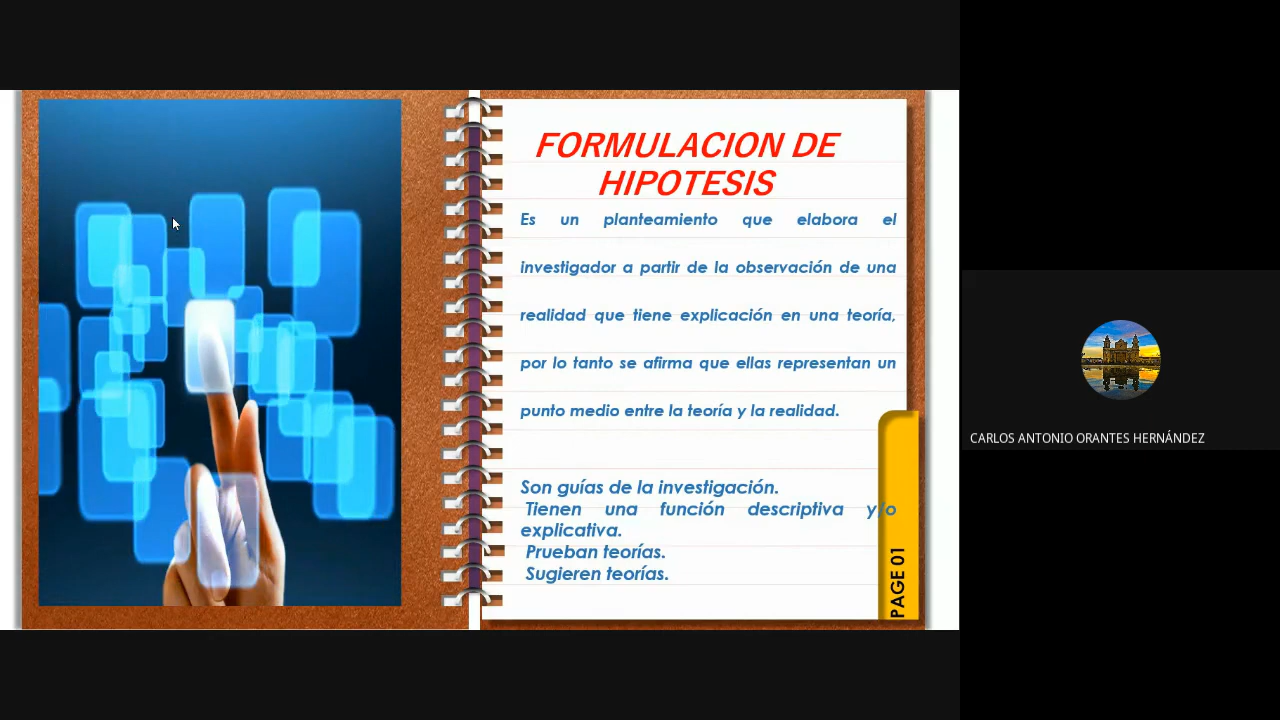 FORMULACION DE
HIPOTESIS
Es un planteamiento que elabora el
investigador a partir de la observación de una
realidad que tiene explicación en una teoría,
por lo tanto se afirma que ellas representan un
punto medio entre la teoría y la realidad.
Son guías de la investigación.
Tienen una función descriptiva y/o
explicativa.
Prueban teorías.
Sugieren teorías.
PAGE 01
CARLOS ANTONIO ORANTES HERNÁNDEZ